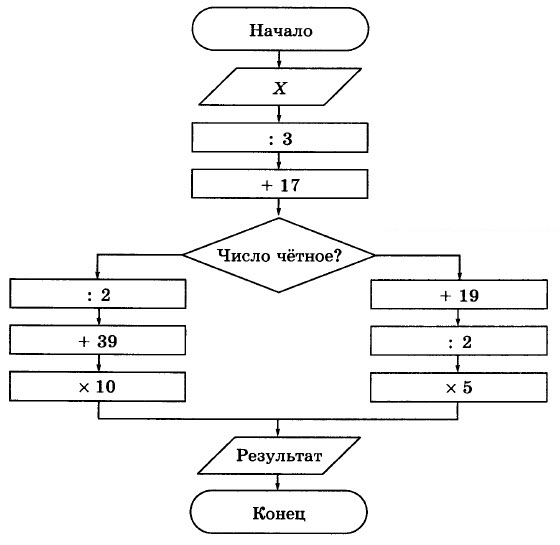 Начало
X
: 3
+ 17
Число чётное?
: 2
+ 19
+ 39
: 2
× 10
× 5
Результат
Конец